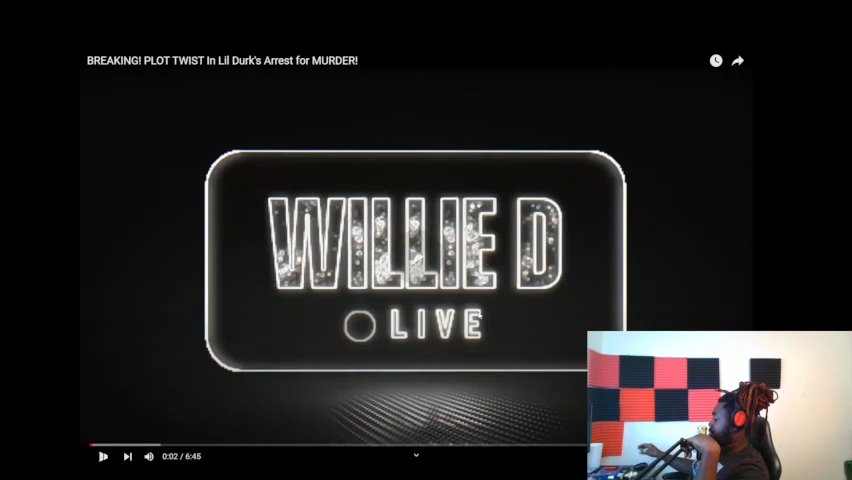 BREAKING! PLOT TWIST In Lil Durk's Arrest for MURDER!
WILLIE D
LIVE
0:02 / 6:45